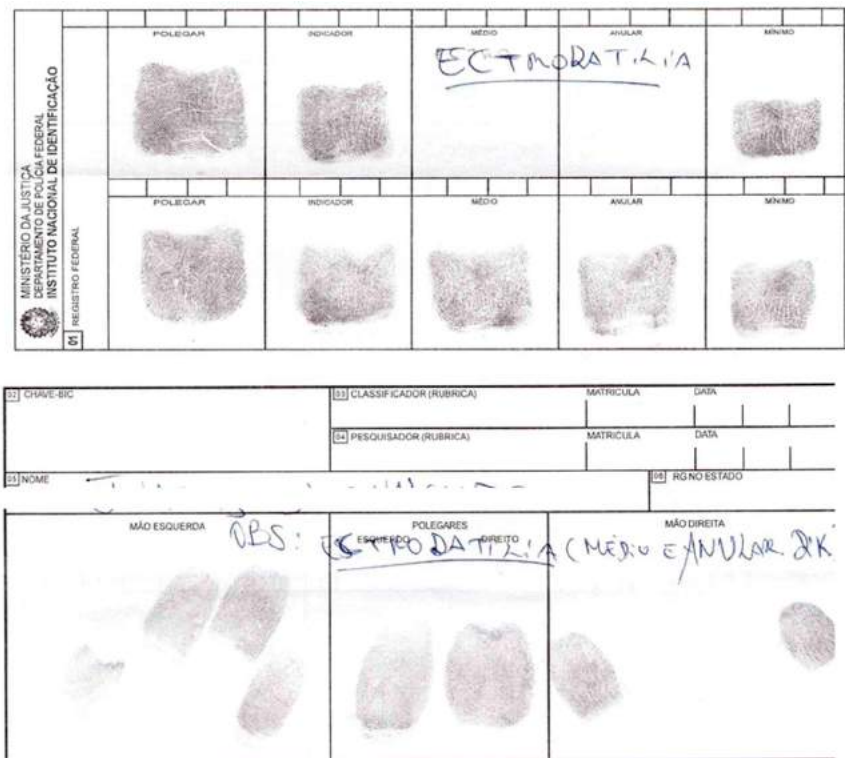 MINISTÉRIO DA JUSTIÇA
DEPARTAMENTO DE POLÍCIA FEDERAL
INSTITUTO NACIONAL DE IDENTIFICAÇÃO
01 REGISTRO FEDERAL
POLEGAR INDICADOR MÉDIO ANULAR MÍNIMO
ECTRODATILIA
POLEGAR INDICADOR MÉDIO ANULAR MÍNIMO
02 CHAVE-BIC
03 CLASSIFICADOR (RUBRICA) MATRICULA DATA
04 PESQUISADOR (RUBRICA) MATRICULA DATA
05 NOME
06 RG NO ESTADO
MÃO ESQUERDA POLEGARES MÃO DIREITA
ESQUERDO DIREITO
OBS: ECTRODATILIA (MÉDIO E ANULAR